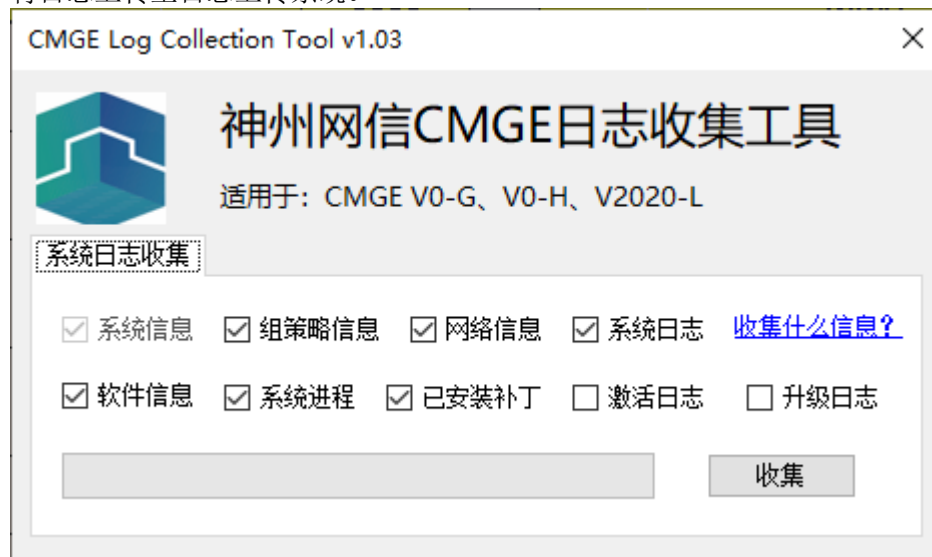 CMGE Log Collection Tool v1.03
神州网信CMGE日志收集工具
适用于：CMGE V0-G、V0-H、V2020-L
系统日志收集
系统信息 组策略信息 网络信息 系统日志 收集什么信息？
软件信息 系统进程 已安装补丁 激活日志 升级日志
收集